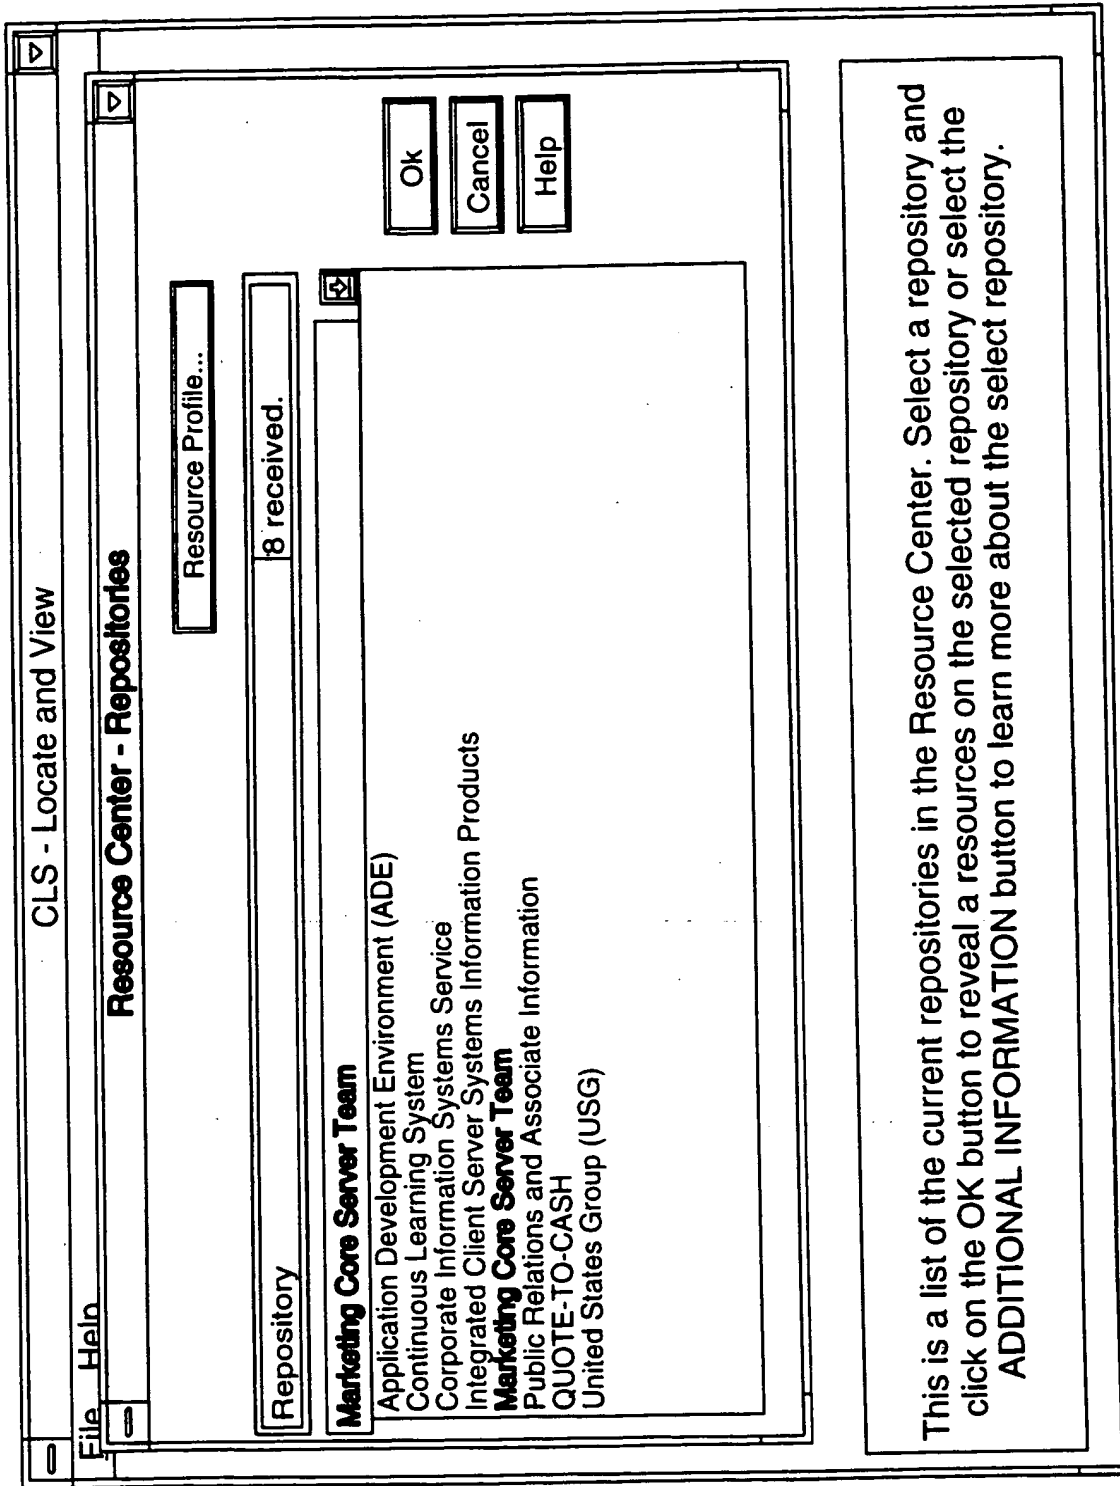 CLS - Locate and View
File Help
Resource Center - Repositories
Resource Profile...
Repository
8 received.
Marketing Core Server Team
Application Development Environment (ADE)
Continuous Learning System
Corporate Information Systems Service
Integrated Client Server Systems Information Products
Marketing Core Server Team
Public Relations and Associate Information
QUOTE-TO-CASH
United States Group (USG)
Ok
Cancel
Help
This is a list of the current repositories in the Resource Center. Select a repository and
click on the OK button to reveal a resources on the selected repository or select the
ADDITIONAL INFORMATION button to learn more about the select repository.